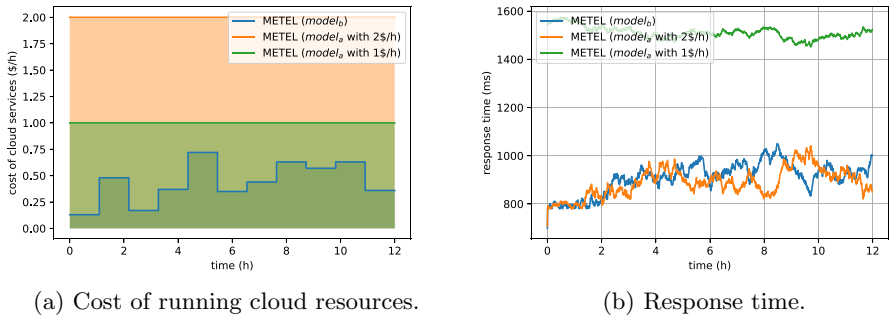 2.00
1.75
1.50
1.25
1.00
0.75
0.50
0.25
0.00
cost of cloud services ($/h)
METEL (model_b)
METEL (model_a with 2$/h)
METEL (model_a with 1$/h)
0 2 4 6 8 10 12
time (h)
(a) Cost of running cloud resources.
1600
1400
1200
1000
800
response time (ms)
METEL (model_b)
METEL (model_a with 2$/h)
METEL (model_a with 1$/h)
0 2 4 6 8 10 12
time (h)
(b) Response time.